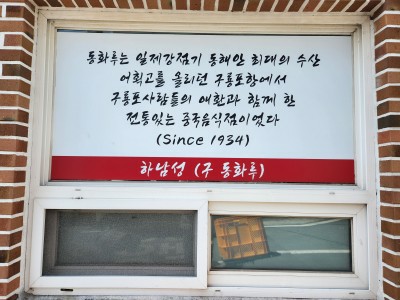 동화루는 일제강점기 동해안 최대의 수산
어획고를 올리던 구룡포항에서
구룡포사람들의 애환과 함께 한
전통있는 중국음식점이었다
(Since 1934)
하남성 (구 동화루)